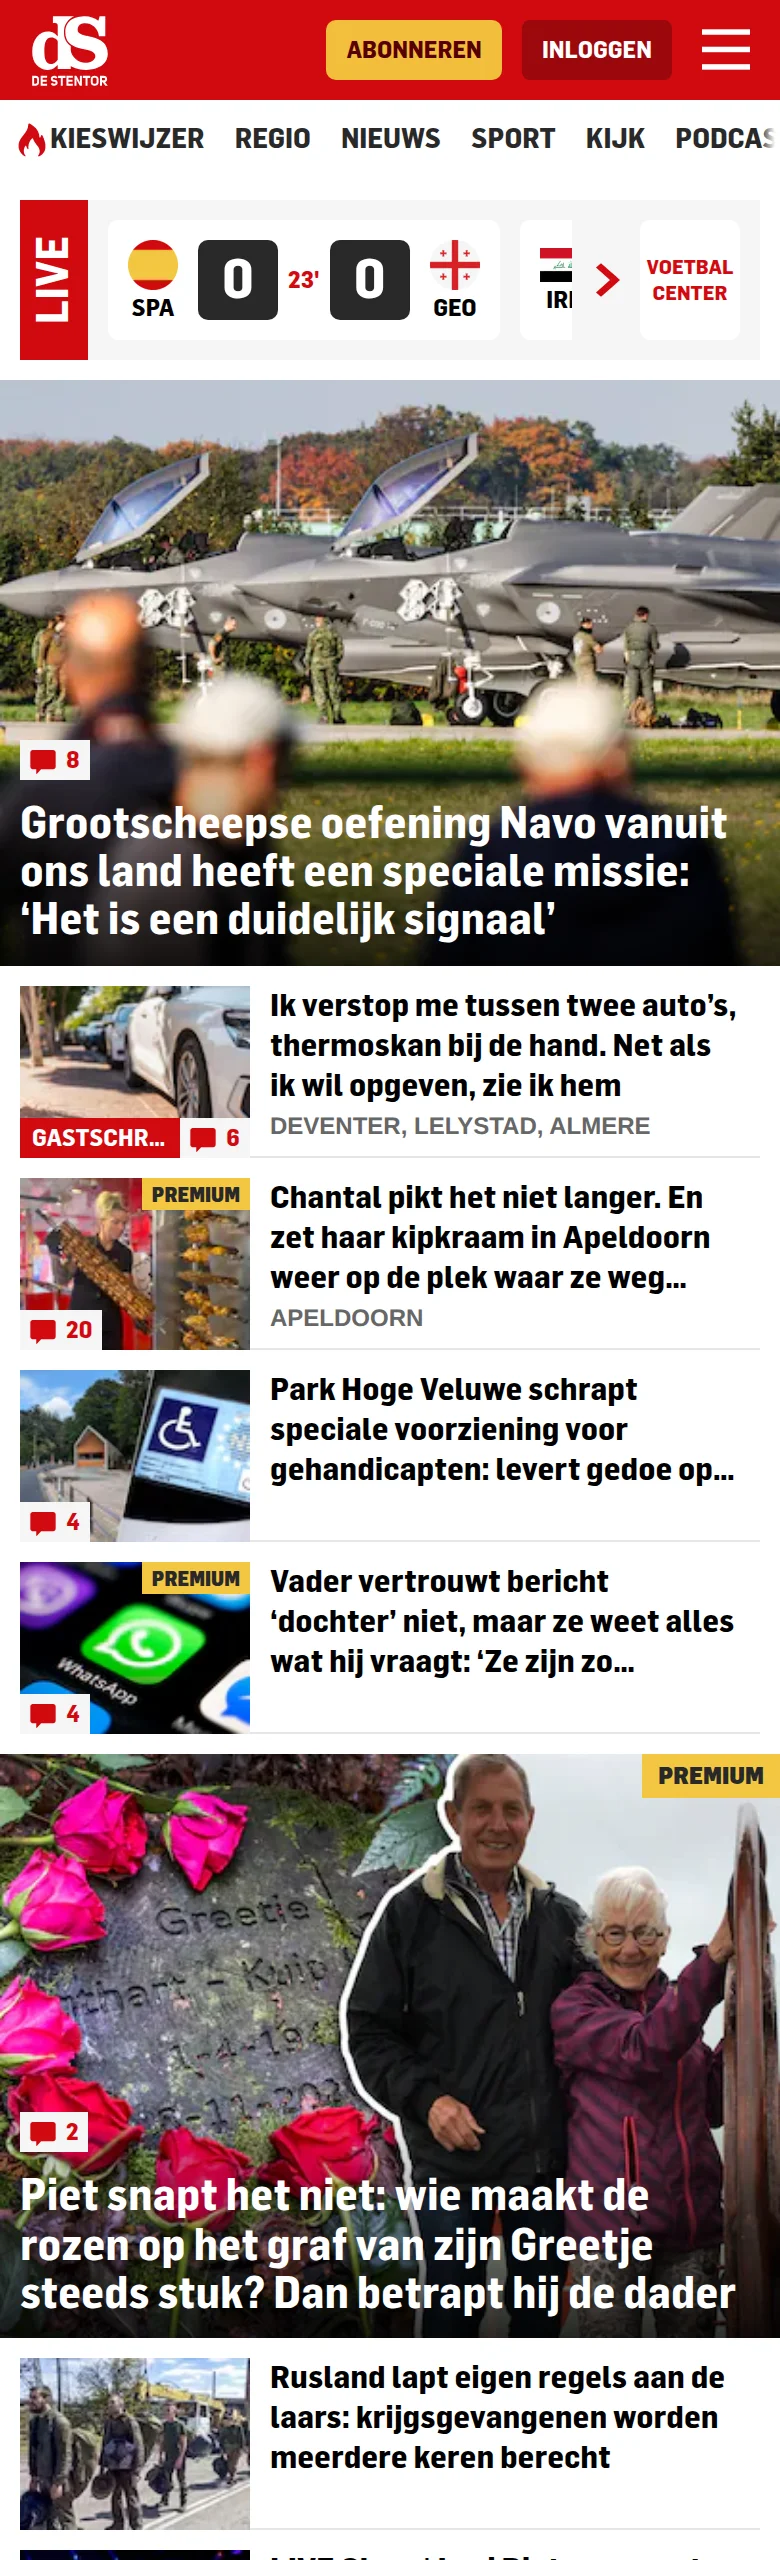 dS
DE STENTOR
ABONNEREN
INLOGGEN
KIESWIJZER REGIO NIEUWS SPORT KIJK PODCAS
LIVE
SPA
0
23'
0
GEO
VOETBAL
CENTER
8
Grootscheepse oefening Navo vanuit
ons land heeft een speciale missie:
‘Het is een duidelijk signaal’
Ik verstop me tussen twee auto’s,
thermoskan bij de hand. Net als
ik wil opgeven, zie ik hem
DEVENTER, LELYSTAD, ALMERE
GASTSCHR...
6
PREMIUM
Chantal pikt het niet langer. En
zet haar kipkraam in Apeldoorn
weer op de plek waar ze weg...
APELDOORN
20
Park Hoge Veluwe schrapt
speciale voorziening voor
gehandicapten: levert gedoe op...
4
PREMIUM
Vader vertrouwt bericht
‘dochter’ niet, maar ze weet alles
wat hij vraagt: ‘Ze zijn zo...
WhatsApp
4
PREMIUM
Greetje
Kuip
2
Piet snapt het niet: wie maakt de
rozen op het graf van zijn Greetje
steeds stuk? Dan betrapt hij de dader
Rusland lapt eigen regels aan de
laars: krijgsgevangenen worden
meerdere keren berecht